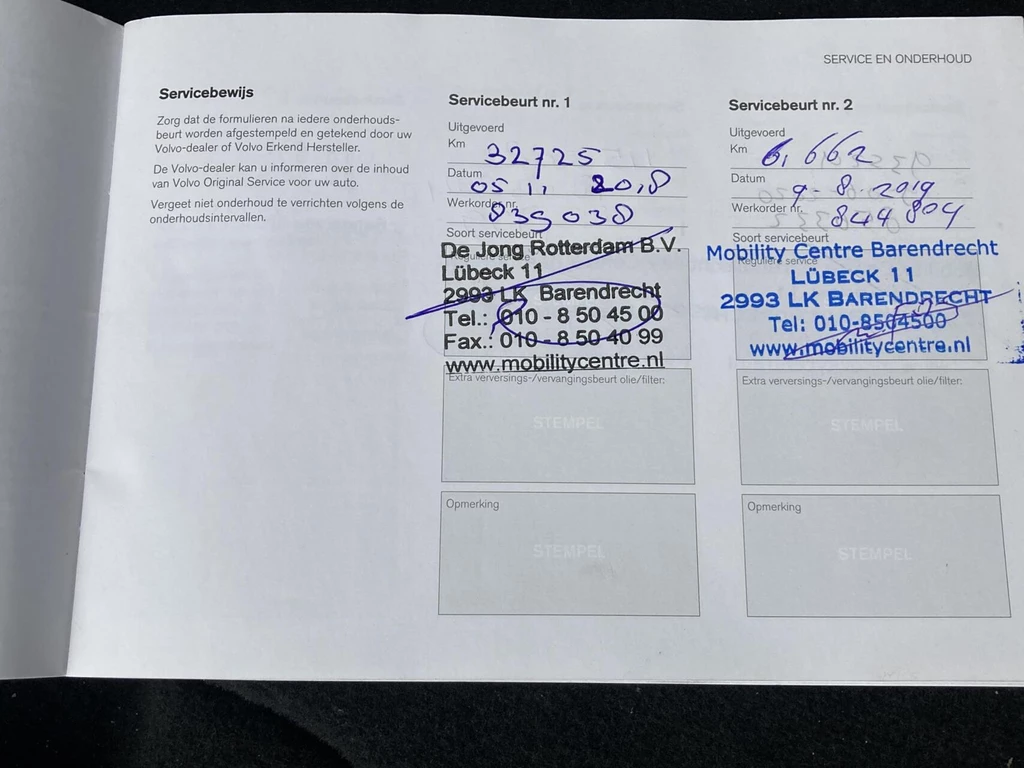 SERVICE EN ONDERHOUD
Servicebewijs
Zorg dat de formulieren na iedere onderhouds-
beurt worden afgestempeld en getekend door uw
Volvo-dealer of Volvo Erkend Hersteller.
De Volvo-dealer kan u informeren over de inhoud
van Volvo Original Service voor uw auto.
Vergeet niet onderhoud te verrichten volgens de
onderhoudsintervallen.
Servicebeurt nr. 1
Uitgevoerd
Km 32725
Datum 05 11 2018
Werkorder nr. 839038
Soort servicebeurt
Reguliere service
De Jong Rotterdam B.V.
Lübeck 11
2993 LK Barendrecht
Tel.: 010 - 8 50 45 00
Fax.: 010 - 8 50 40 99
www.mobilitycentre.nl
Extra verversings-/vervangingsbeurt olie/filter:
STEMPEL
Opmerking
STEMPEL
Servicebeurt nr. 2
Uitgevoerd
Km 61662
Datum 9-8-2019
Werkorder nr. 844804
Soort servicebeurt
Reguliere service
Mobility Centre Barendrecht
LÜBECK 11
2993 LK BARENDRECHT
Tel: 010-8504500
www.mobilitycentre.nl
Extra verversings-/vervangingsbeurt olie/filter:
STEMPEL
Opmerking
STEMPEL